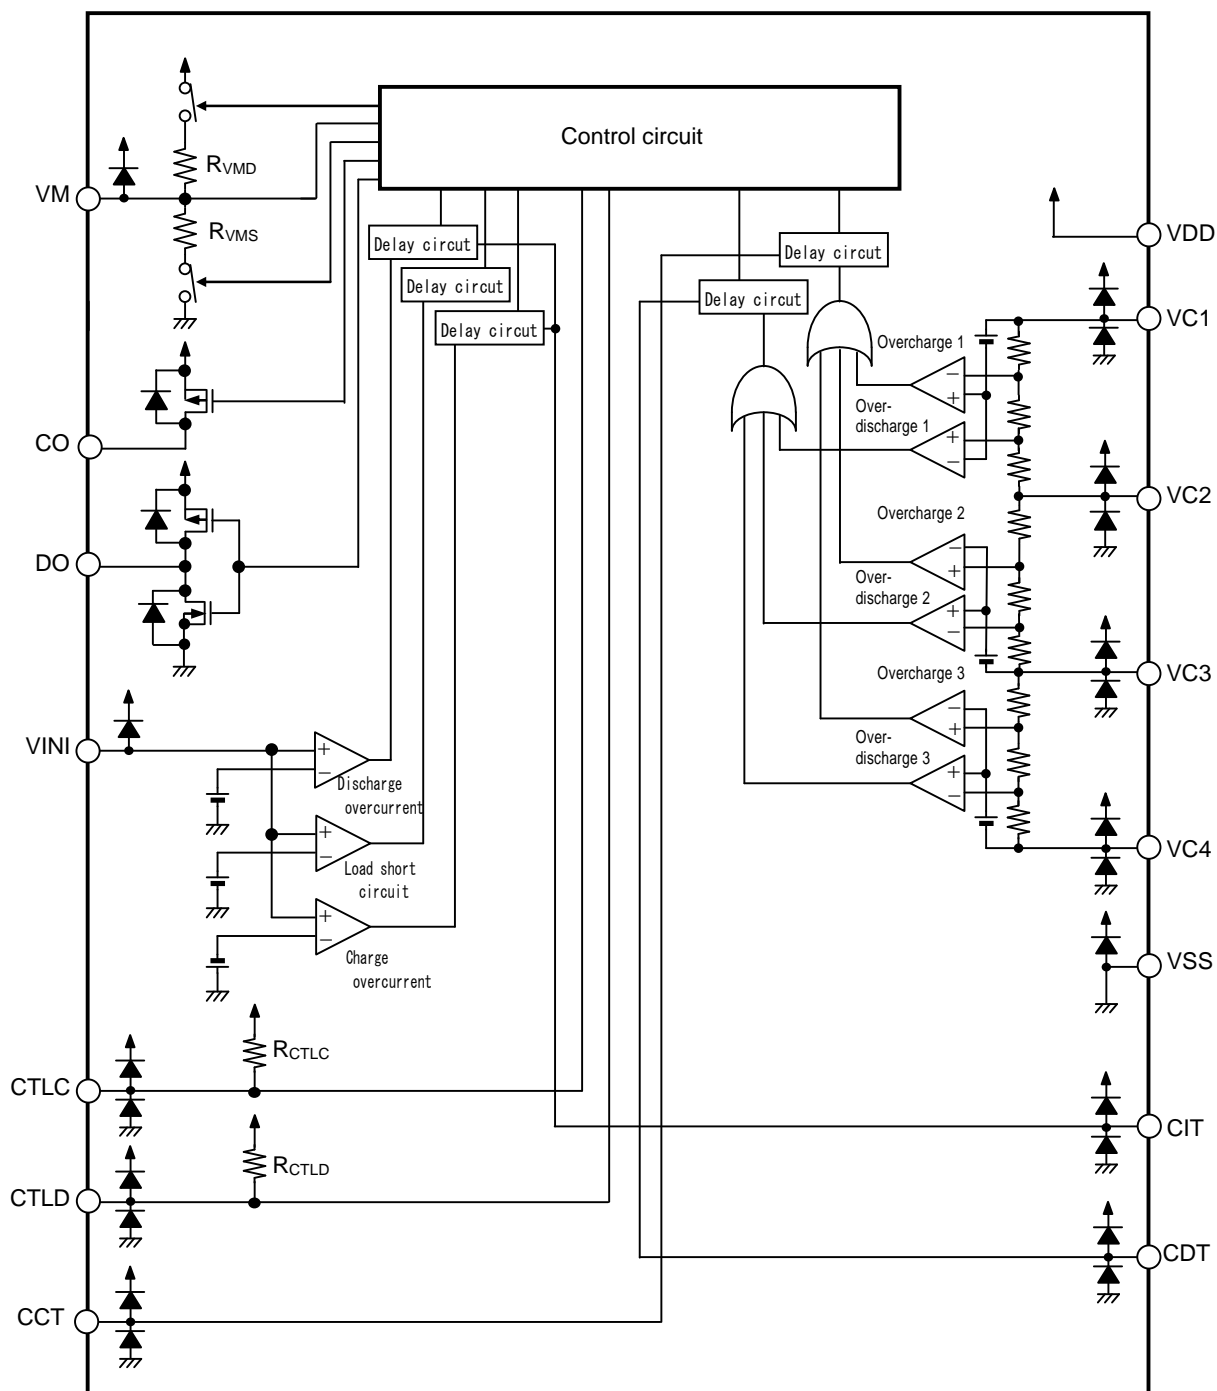 Control circuit
RVMD
VM
RVMS
Delay circut
Delay circut
Delay circut
Delay circut
Delay circut
VDD
VC1
Overcharge 1
−
+
Over-
discharge 1
+
−
CO
VC2
Overcharge 2
−
+
DO
Over-
discharge 2
+
−
VC3
Overcharge 3
−
+
Over-
discharge 3
+
−
VINI
+
−
Discharge
overcurrent
+
−
Load short
circuit
VC4
+
−
Charge
overcurrent
VSS
RCTLC
CTLC
CIT
RCTLD
CTLD
CDT
CCT